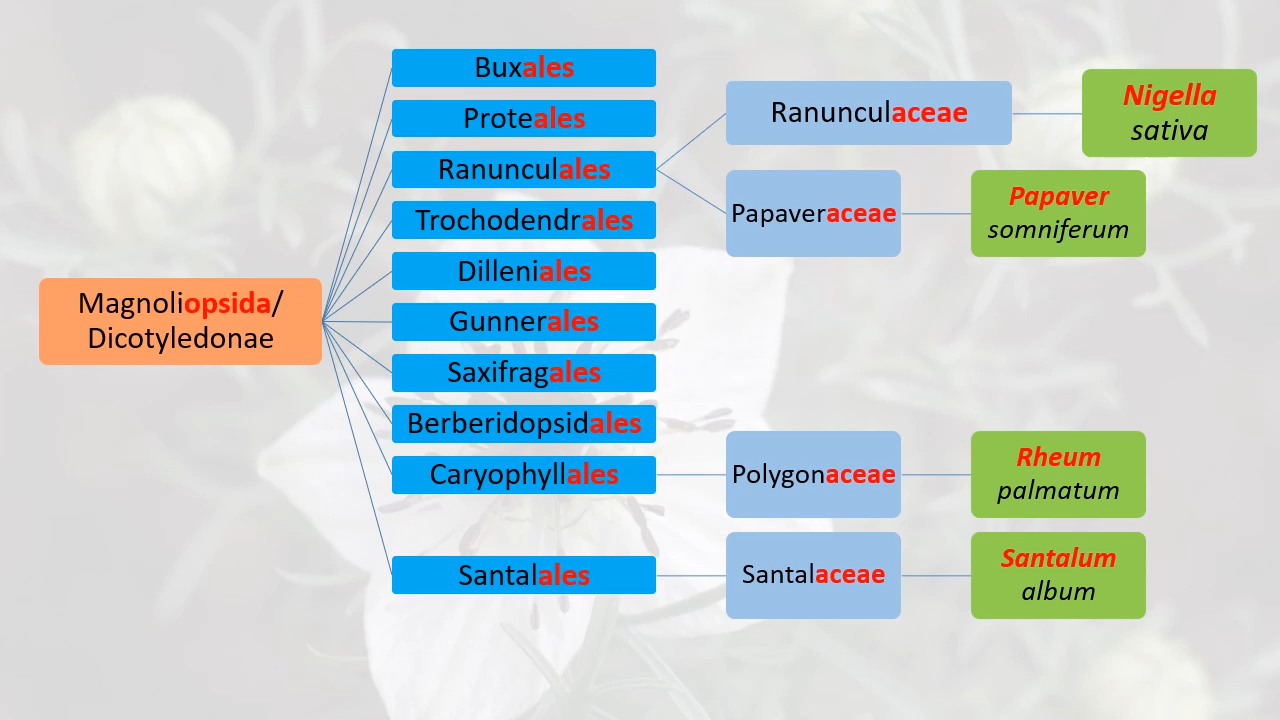 Buxales
Proteales
Ranunculales
Trochodendrales
Dilleniales
Gunnerales
Saxifragales
Berberidopsidales
Caryophyllales
Santalales
Magnoliopsida/
Dicotyledonae
Ranunculaceae
Papaveraceae
Polygonaceae
Santalaceae
Nigella
sativa
Papaver
somniferum
Rheum
palmatum
Santalum
album